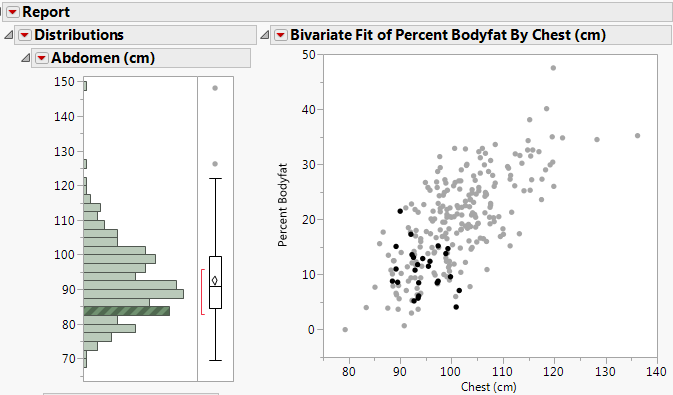 Report
Distributions
Abdomen (cm)
150
140
130
120
110
100
90
80
70
Bivariate Fit of Percent Bodyfat By Chest (cm)
Percent Bodyfat
50
40
30
20
10
0
80 90 100 110 120 130 140
Chest (cm)